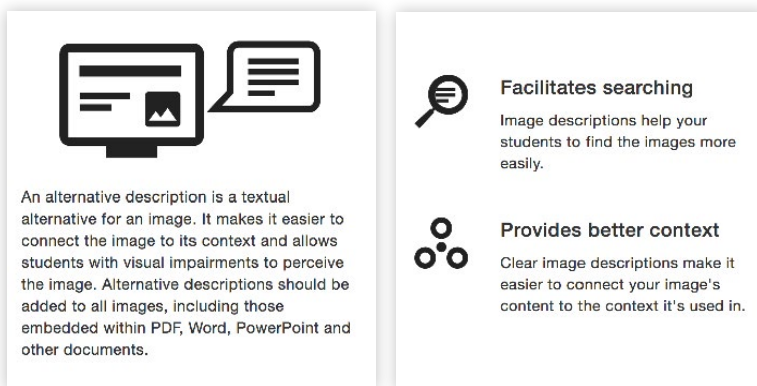 An alternative description is a textual
alternative for an image. It makes it easier to
connect the image to its context and allows
students with visual impairments to perceive
the image. Alternative descriptions should be
added to all images, including those
embedded within PDF, Word, PowerPoint and
other documents.
Facilitates searching
Image descriptions help your
students to find the images more
easily.
Provides better context
Clear image descriptions make it
easier to connect your image's
content to the context it's used in.